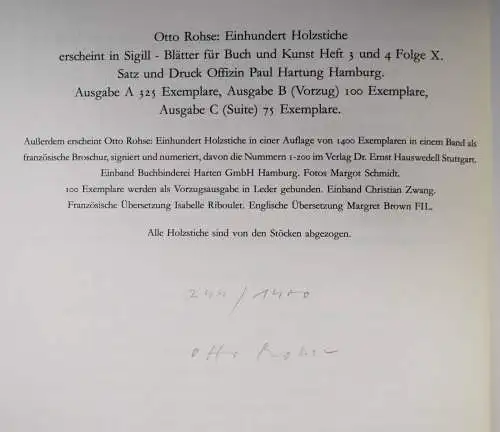 Otto Rohse: Einhundert Holzstiche
erscheint in Sigill - Blätter für Buch und Kunst Heft 3 und 4 Folge X.
Satz und Druck Offizin Paul Hartung Hamburg.
Ausgabe A 325 Exemplare, Ausgabe B (Vorzug) 100 Exemplare,
Ausgabe C (Suite) 75 Exemplare.
Außerdem erscheint Otto Rohse: Einhundert Holzstiche in einer Auflage von 1400 Exemplaren in einem Band als
französische Broschur, signiert und numeriert, davon die Nummern 1-200 im Verlag Dr. Ernst Hauswedell Stuttgart.
Einband Buchbinderei Harten GmbH Hamburg. Fotos Margot Schmidt.
100 Exemplare werden als Vorzugsausgabe in Leder gebunden. Einband Christian Zwang.
Französische Übersetzung Isabelle Riboulet. Englische Übersetzung Margret Brown FIL.
Alle Holzstiche sind von den Stöcken abgezogen.
244/1400
Otto Rohse